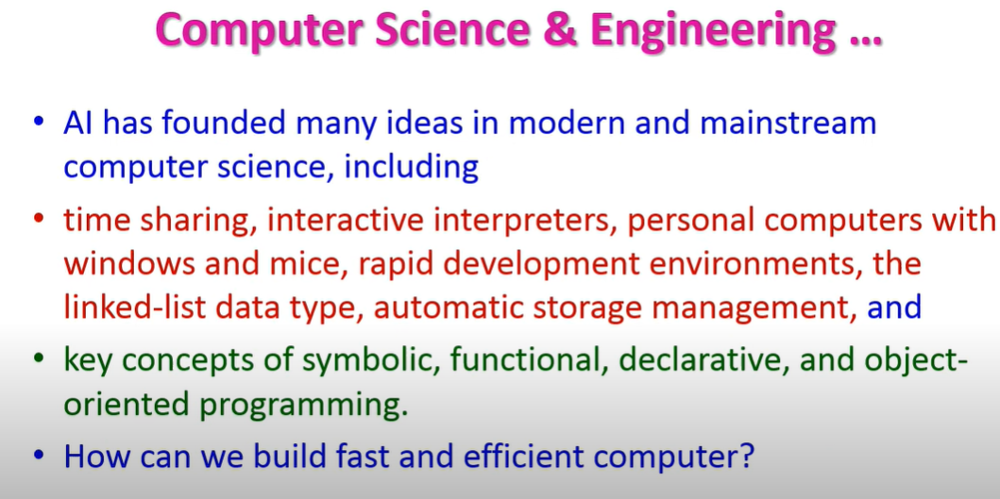 Computer Science & Engineering ...
• AI has founded many ideas in modern and mainstream
computer science, including
• time sharing, interactive interpreters, personal computers with
windows and mice, rapid development environments, the
linked-list data type, automatic storage management, and
• key concepts of symbolic, functional, declarative, and object-
oriented programming.
• How can we build fast and efficient computer?